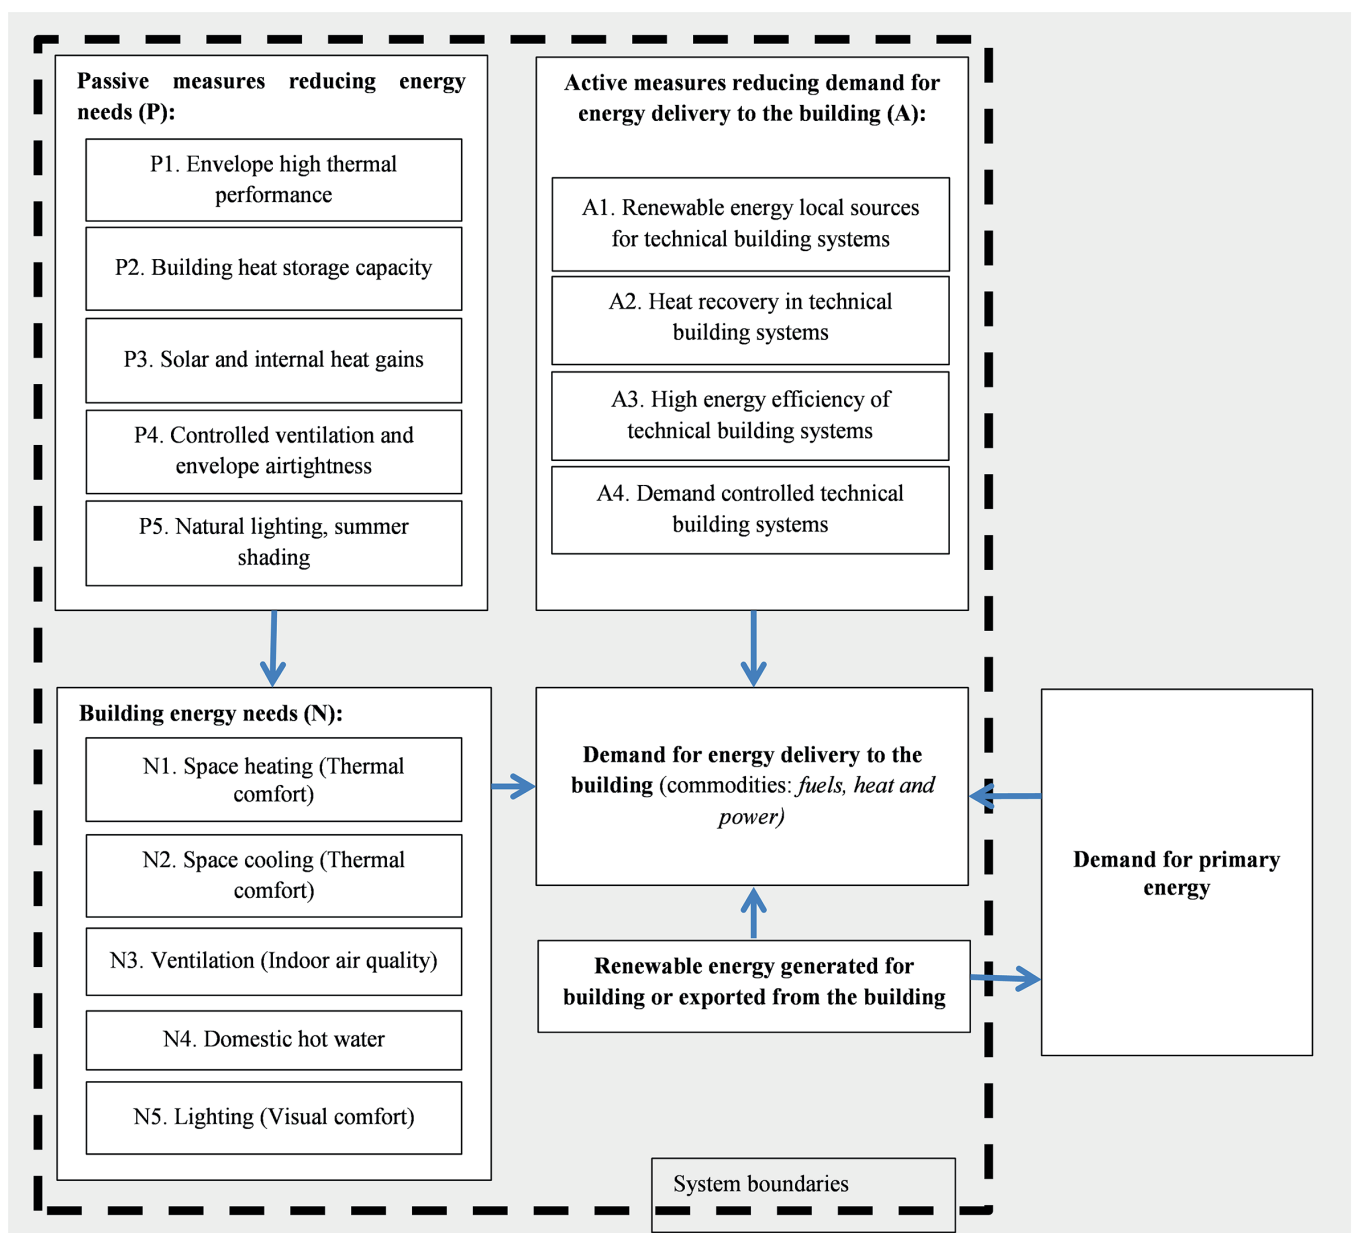 Passive measures reducing energy
needs (P):
P1. Envelope high thermal
performance
P2. Building heat storage capacity
P3. Solar and internal heat gains
P4. Controlled ventilation and
envelope airtightness
P5. Natural lighting, summer
shading
Active measures reducing demand for
energy delivery to the building (A):
A1. Renewable energy local sources
for technical building systems
A2. Heat recovery in technical
building systems
A3. High energy efficiency of
technical building systems
A4. Demand controlled technical
building systems
Building energy needs (N):
N1. Space heating (Thermal
comfort)
N2. Space cooling (Thermal
comfort)
N3. Ventilation (Indoor air quality)
N4. Domestic hot water
N5. Lighting (Visual comfort)
Demand for energy delivery to the
building (commodities: fuels, heat and
power)
Renewable energy generated for
building or exported from the building
Demand for primary
energy
System boundaries